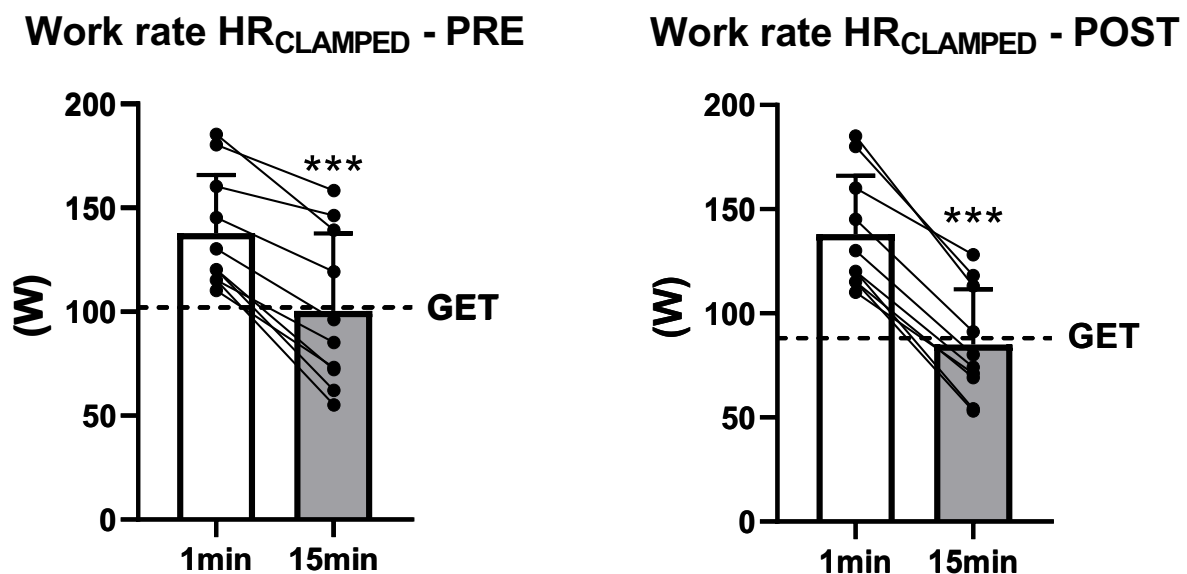 Work rate HRCLAMPED - PRE
200
***
150
(W)
100
GET
50
0
1min 15min
Work rate HRCLAMPED - POST
200
***
150
(W)
100
GET
50
0
1min 15min